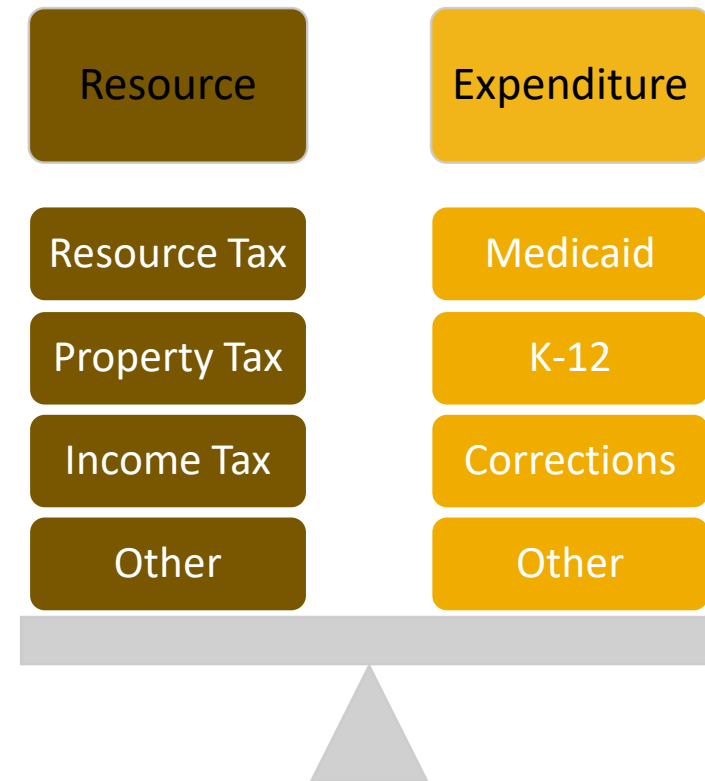 Resource
Expenditure
Resource Tax
Medicaid
Property Tax
K-12
Income Tax
Corrections
Other
Other